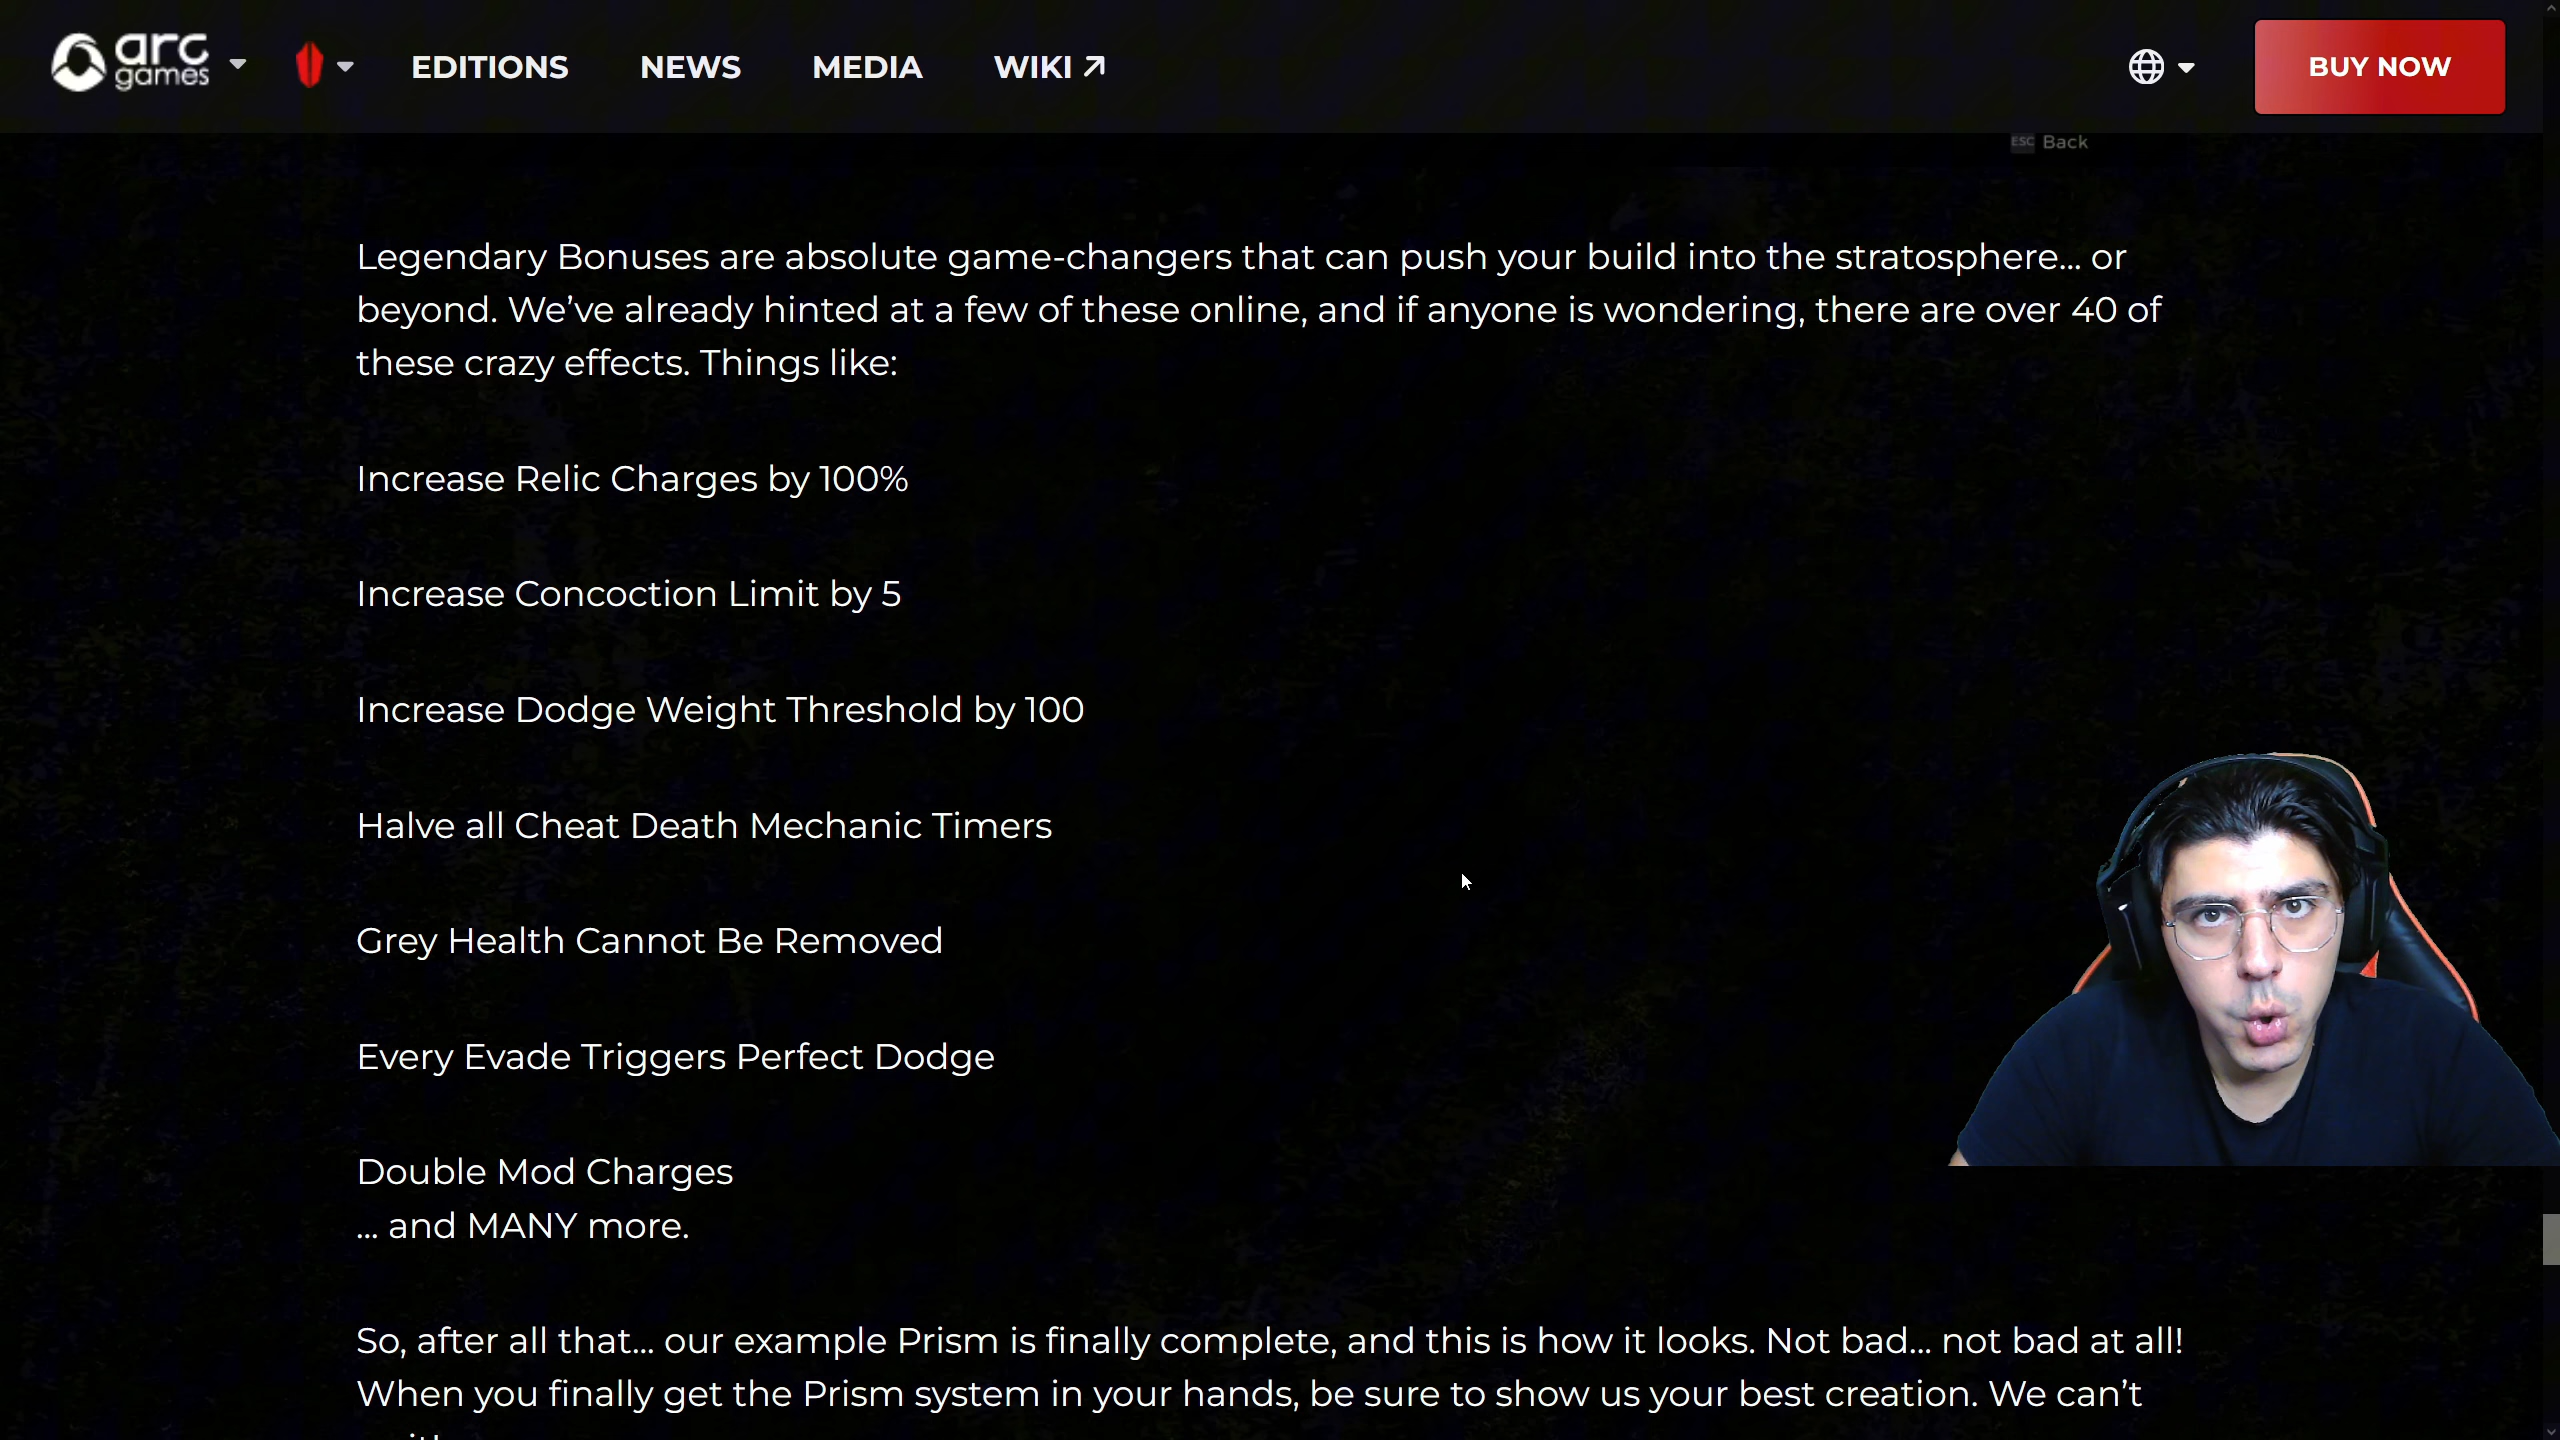 arc games
EDITIONS
NEWS
MEDIA
WIKI
BUY NOW
ESC Back
Legendary Bonuses are absolute game-changers that can push your build into the stratosphere... or
beyond. We’ve already hinted at a few of these online, and if anyone is wondering, there are over 40 of
these crazy effects. Things like:
Increase Relic Charges by 100%
Increase Concoction Limit by 5
Increase Dodge Weight Threshold by 100
Halve all Cheat Death Mechanic Timers
Grey Health Cannot Be Removed
Every Evade Triggers Perfect Dodge
Double Mod Charges
... and MANY more.
So, after all that... our example Prism is finally complete, and this is how it looks. Not bad... not bad at all!
When you finally get the Prism system in your hands, be sure to show us your best creation. We can’t